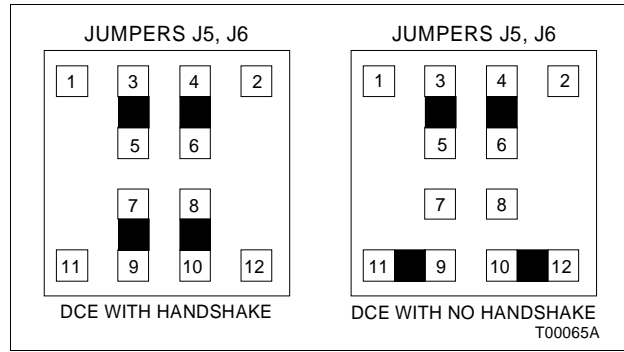 JUMPERS J5, J6
1 3 4 2
5 6
7 8
11 9 10 12
DCE WITH HANDSHAKE
JUMPERS J5, J6
1 3 4 2
5 6
7 8
11 9 10 12
DCE WITH NO HANDSHAKE
T00065A